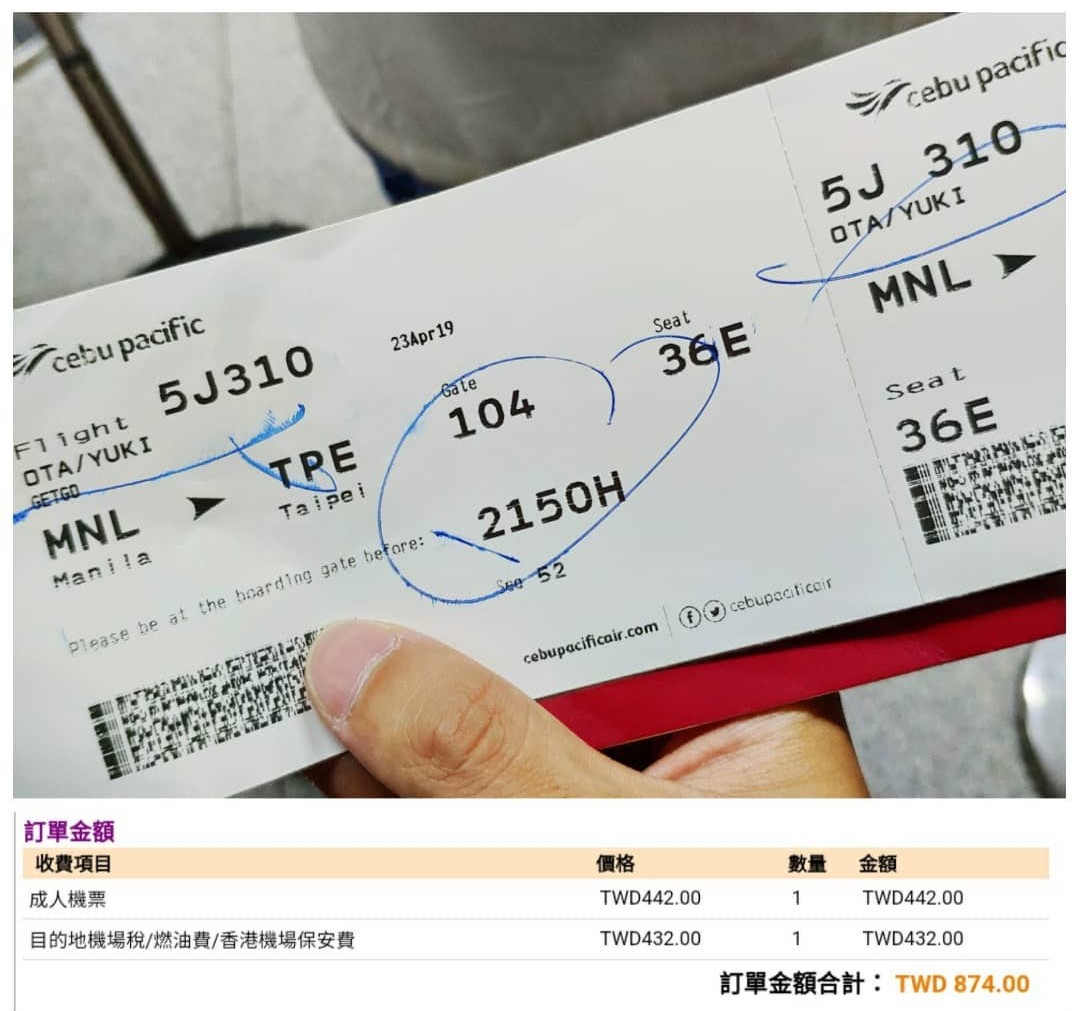 cebu pacific
Flight 5J310
OTA/YUKI
GETGO
MNL TPE
Manila Taipei
23Apr19
Gate
104
Seat
36E
Please be at the boarding gate before: 2150H
Seq 52
cebupacificair.com cebupacificair
cebu pacific
5J 310
OTA/YUKI
MNL
Seat
36E
訂單金額
收費項目 價格 數量 金額
成人機票 TWD442.00 1 TWD442.00
目的地機場稅/燃油費/香港機場保安費 TWD432.00 1 TWD432.00
訂單金額合計： TWD 874.00